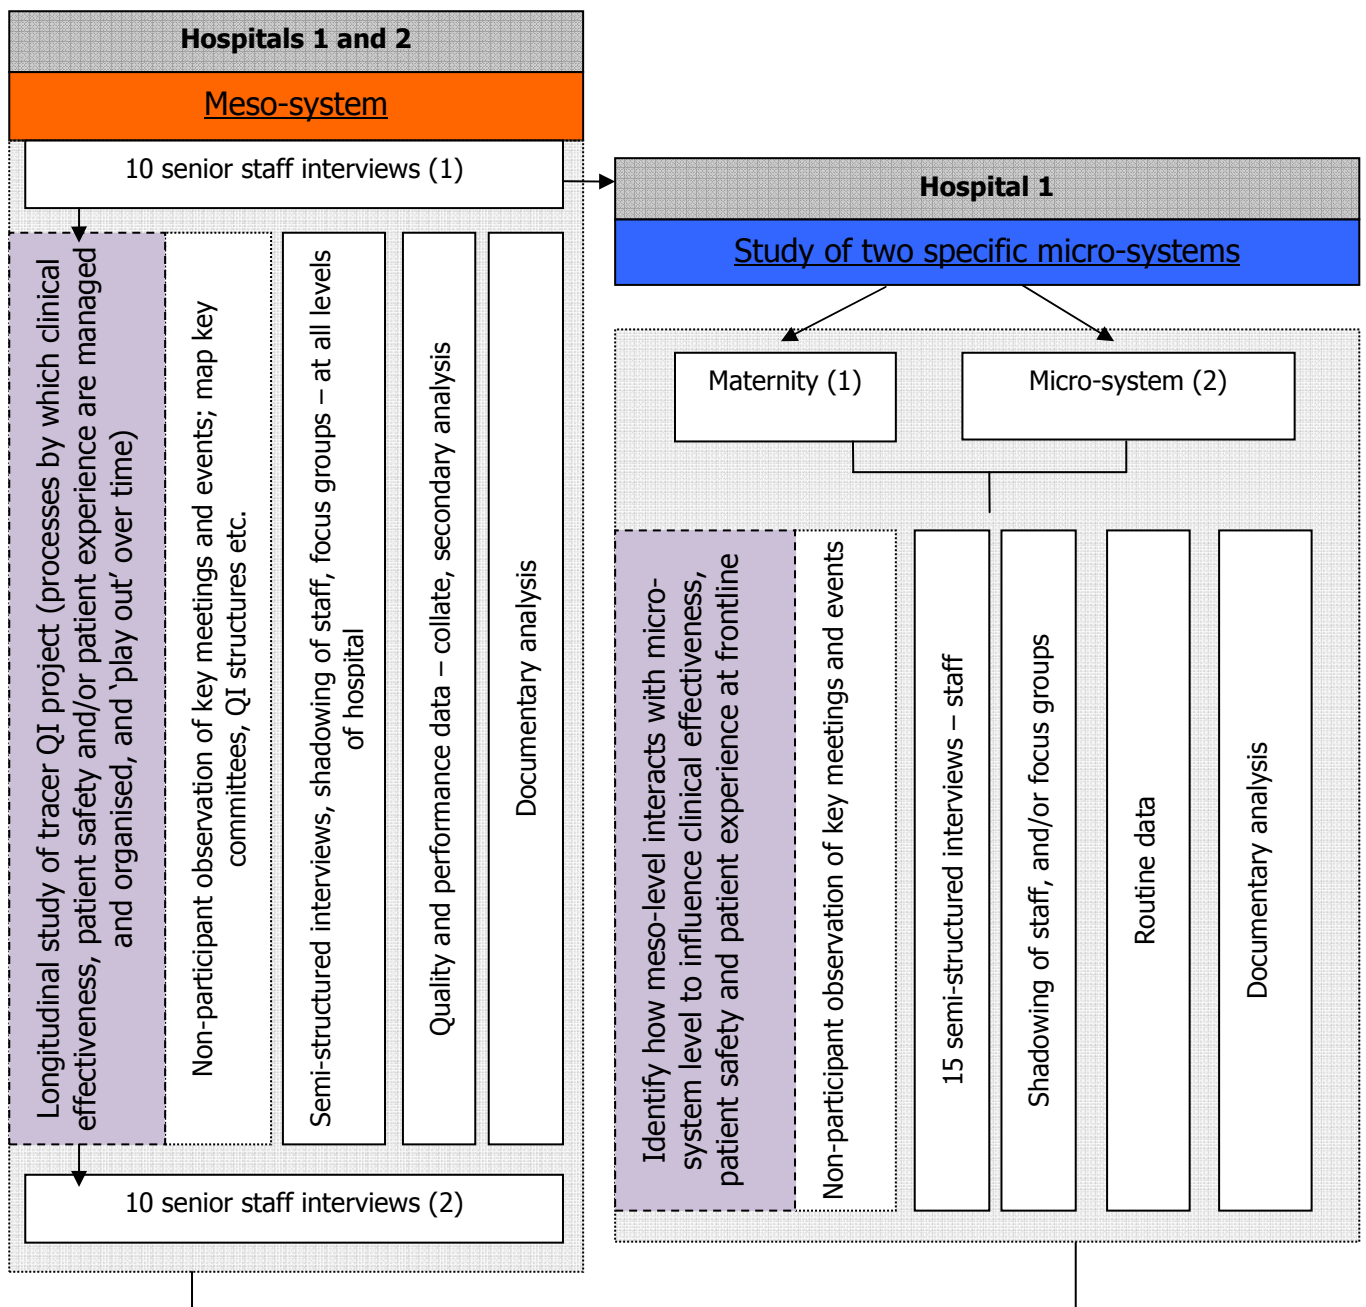 Hospitals 1 and 2
Meso-system
10 senior staff interviews (1)
Longitudinal study of tracer QI project (processes by which clinical
effectiveness, patient safety and/or patient experience are managed
and organised, and ‘play out’ over time)
Non-participant observation of key meetings and events; map key
committees, QI structures etc.
Semi-structured interviews, shadowing of staff, focus groups – at all levels
of hospital
Quality and performance data – collate, secondary analysis
Documentary analysis
10 senior staff interviews (2)
Hospital 1
Study of two specific micro-systems
Maternity (1)
Micro-system (2)
Identify how meso-level interacts with micro-
system level to influence clinical effectiveness,
patient safety and patient experience at frontline
Non-participant observation of key meetings and events
15 semi-structured interviews – staff
Shadowing of staff, and/or focus groups
Routine data
Documentary analysis